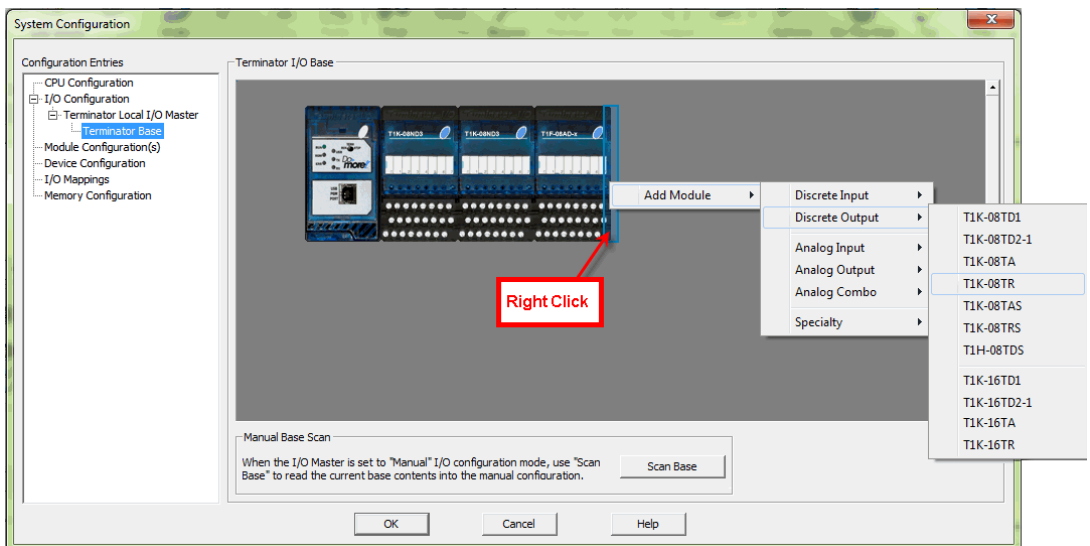 System Configuration
Configuration Entries
CPU Configuration
I/O Configuration
Terminator Local I/O Master
Terminator Base
Module Configuration(s)
Device Configuration
I/O Mappings
Memory Configuration
Terminator I/O Base
T1K-08ND3
T1K-08ND3
T1F-08AD-x
Do-more
Add Module
Discrete Input
Discrete Output
Analog Input
Analog Output
Analog Combo
Specialty
T1K-08TD1
T1K-08TD2-1
T1K-08TA
T1K-08TR
T1K-08TAS
T1K-08TRS
T1H-08TDS
T1K-16TD1
T1K-16TD2-1
T1K-16TA
T1K-16TR
Right Click
Manual Base Scan
When the I/O Master is set to "Manual" I/O configuration mode, use "Scan
Base" to read the current base contents into the manual configuration.
Scan Base
OK
Cancel
Help